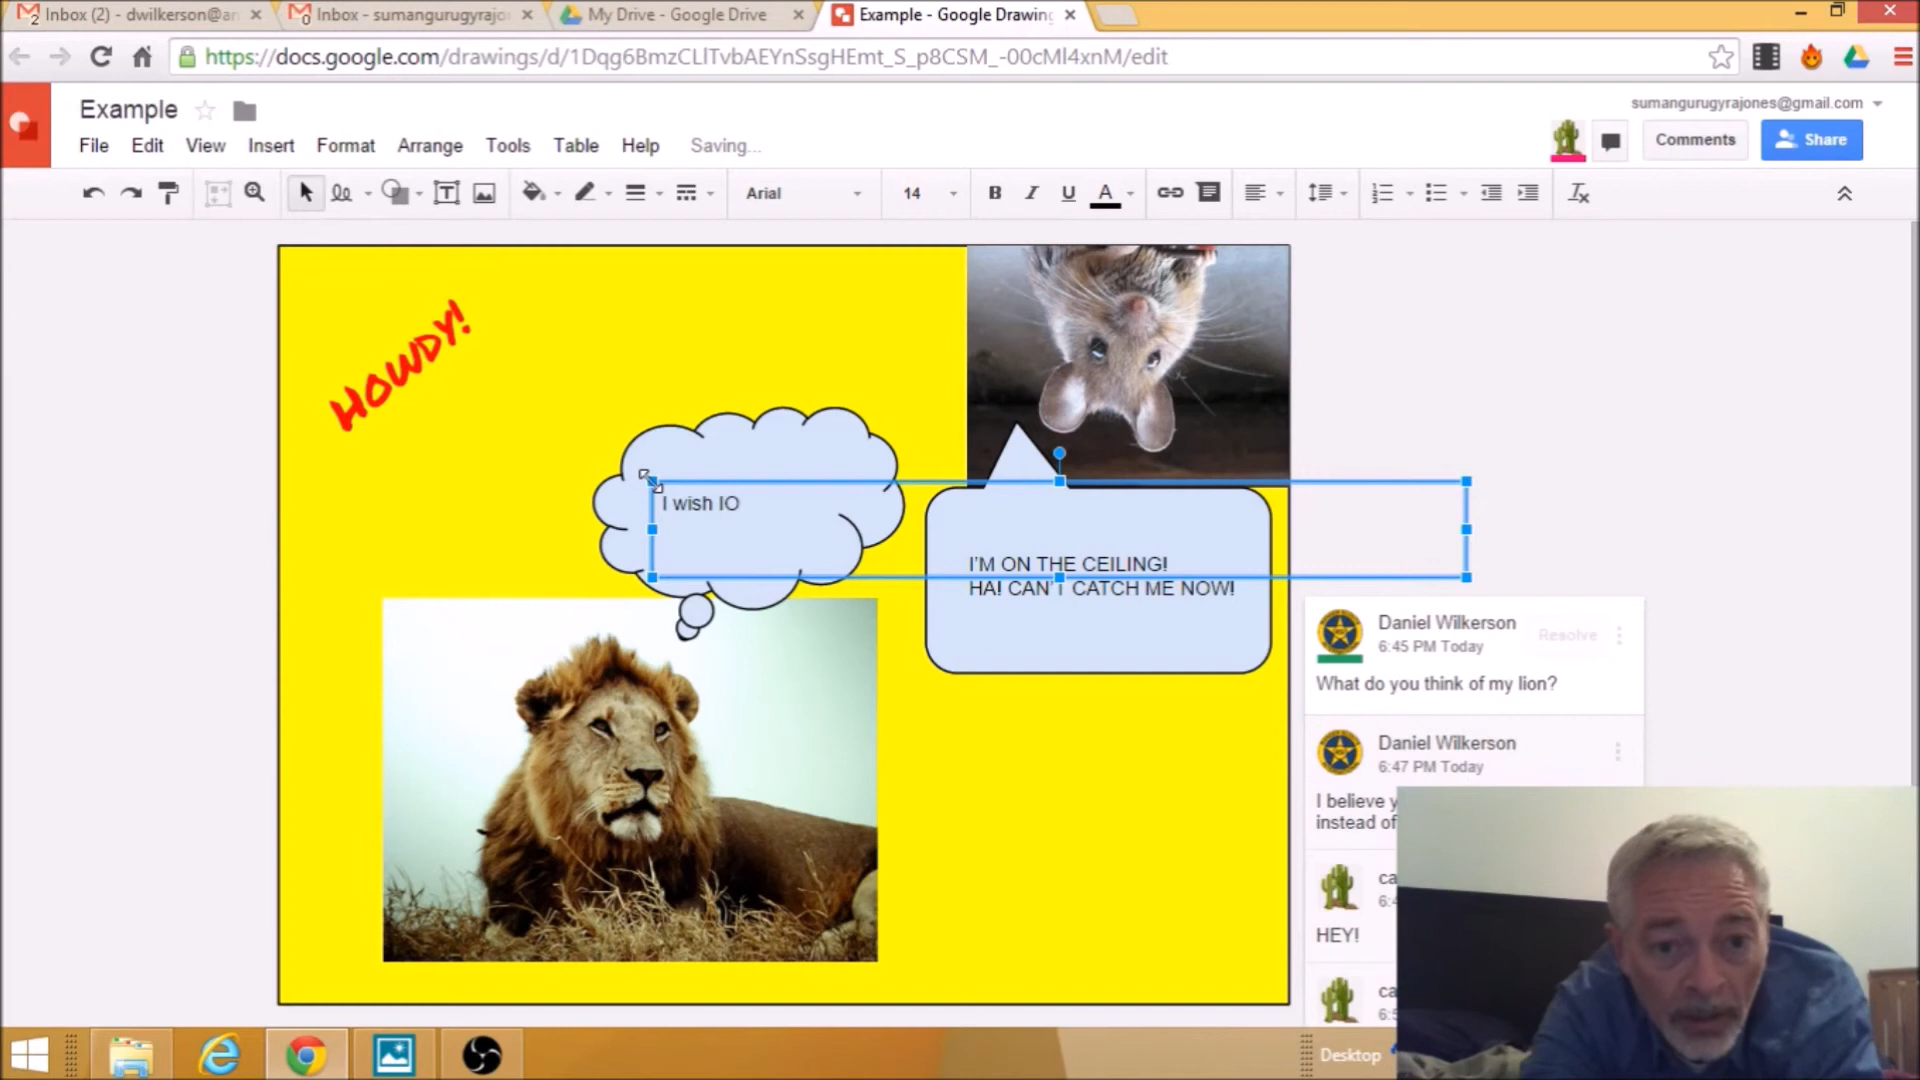 Inbox (2) - dwilkerson@ar
Inbox - sumangurugyrajo
My Drive - Google Drive
Example - Google Drawing
https://docs.google.com/drawings/d/1Dqg6BmzCLlTvbAEYnSsgHEmt_S_p8CSM_-00cMl4xnM/edit
Example
sumangurugyrajones@gmail.com
File Edit View Insert Format Arrange Tools Table Help Saving...
Comments
Share
Arial 14 B I U A
HOWDY!
I wish IO
I'M ON THE CEILING!
HA! CAN'T CATCH ME NOW!
Daniel Wilkerson
Resolve
6:45 PM Today
What do you think of my lion?
Daniel Wilkerson
6:47 PM Today
I believe y
instead of
ca
HEY!
ca
Desktop